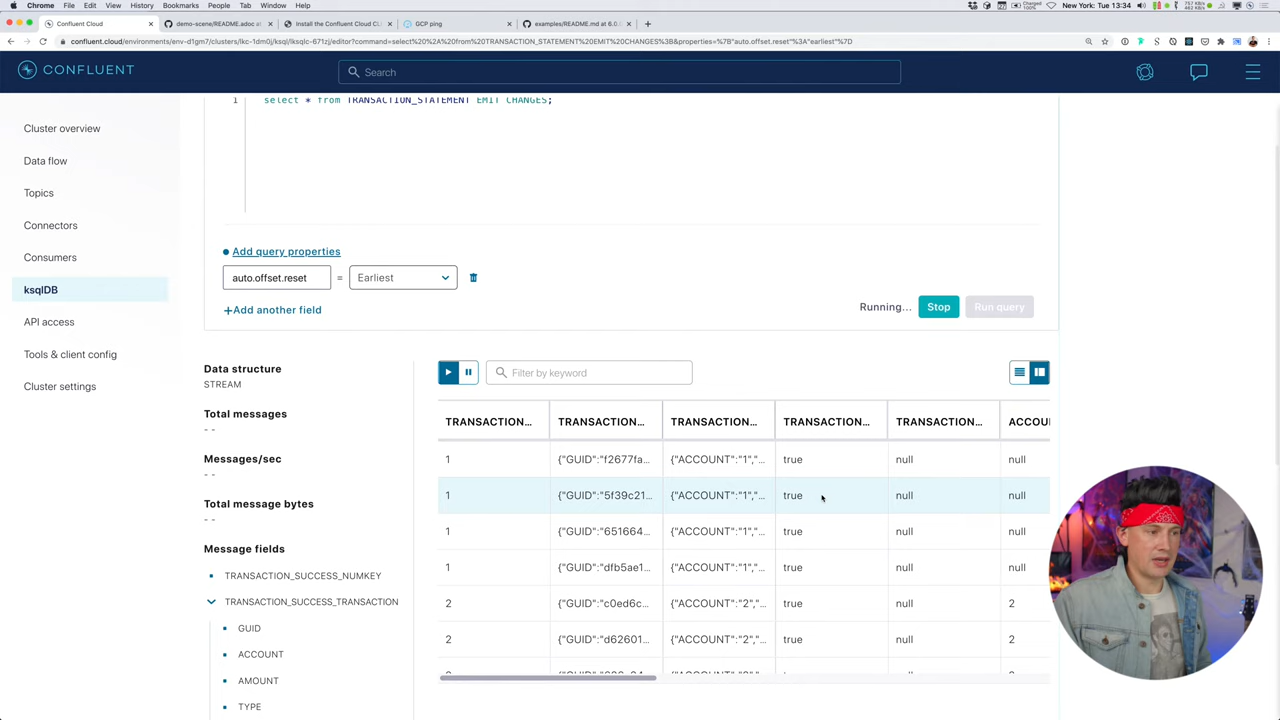 Chrome File Edit View History Bookmarks People Tab Window Help
Charged
757 KB
462 KB
New York: Tue 13:34
Confluent Cloud
demo-scene/README.adoc at
Install the Confluent Cloud CL
GCP ping
examples/README.md at 6.0
confluent.cloud/environments/env-d1gm7/clusters/lkc-1dm0j/ksql/lksqlc-671zj/editor?command=select%20%2A%20from%20TRANSACTION_STATEMENT%20EMIT%20CHANGES%3B&properties=%7B"auto.offset.reset"%3A"earliest"%7D
CONFLUENT
Search
Cluster overview
Data flow
Topics
Connectors
Consumers
ksqlDB
API access
Tools & client config
Cluster settings
1 select * from TRANSACTION_STATEMENT EMIT CHANGES;
Add query properties
auto.offset.reset = Earliest
+Add another field
Running... Stop Run query
Data structure
STREAM
Total messages
- -
Messages/sec
- -
Total message bytes
- -
Message fields
TRANSACTION_SUCCESS_NUMKEY
TRANSACTION_SUCCESS_TRANSACTION
GUID
ACCOUNT
AMOUNT
TYPE
Filter by keyword
TRANSACTION... TRANSACTION... TRANSACTION... TRANSACTION... TRANSACTION... ACCOU
1 {"GUID":"f2677fa... {"ACCOUNT":"1","... true null null
1 {"GUID":"5f39c21... {"ACCOUNT":"1","... true null null
1 {"GUID":"651664... {"ACCOUNT":"1","... true null null
1 {"GUID":"dfb5ae1... {"ACCOUNT":"1","... true null null
2 {"GUID":"c0ed6c... {"ACCOUNT":"2","... true null 2
2 {"GUID":"d62601... {"ACCOUNT":"2","... true null 2